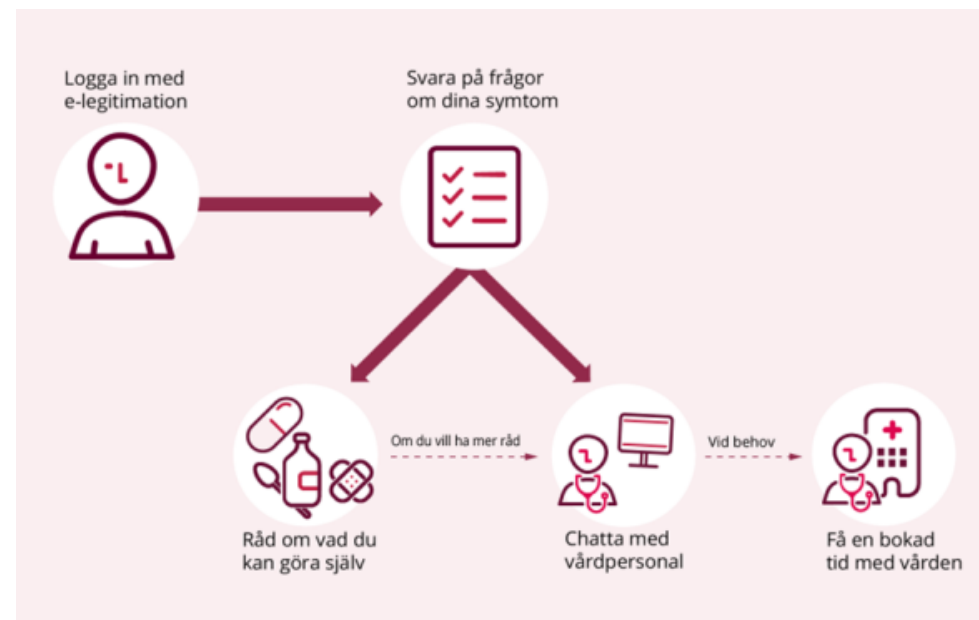 Logga in med
e-legitimation
Svara på frågor
om dina symtom
Om du vill ha mer råd
Vid behov
Råd om vad du
kan göra själv
Chatta med
vårdpersonal
Få en bokad
tid med vården